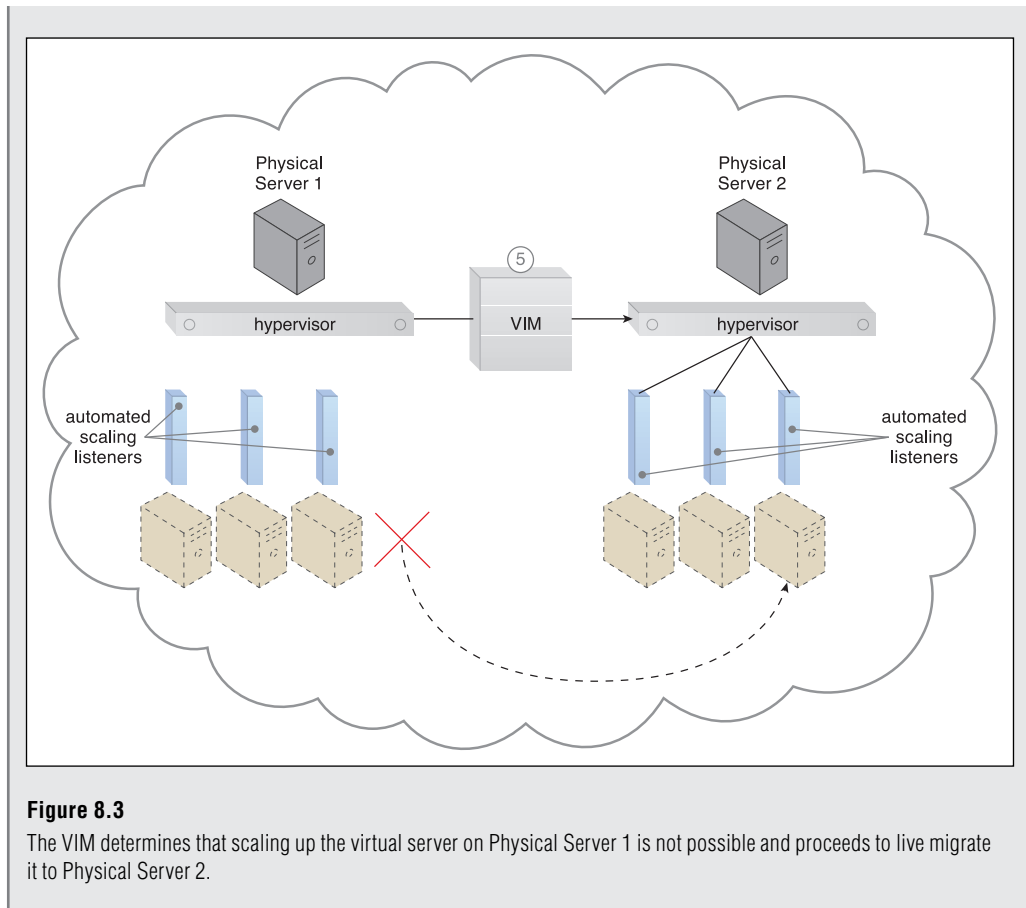 Physical
Server 1
Physical
Server 2
5
hypervisor
VIM
hypervisor
automated
scaling
listeners
automated
scaling
listeners
Figure 8.3
The VIM determines that scaling up the virtual server on Physical Server 1 is not possible and proceeds to live migrate
it to Physical Server 2.